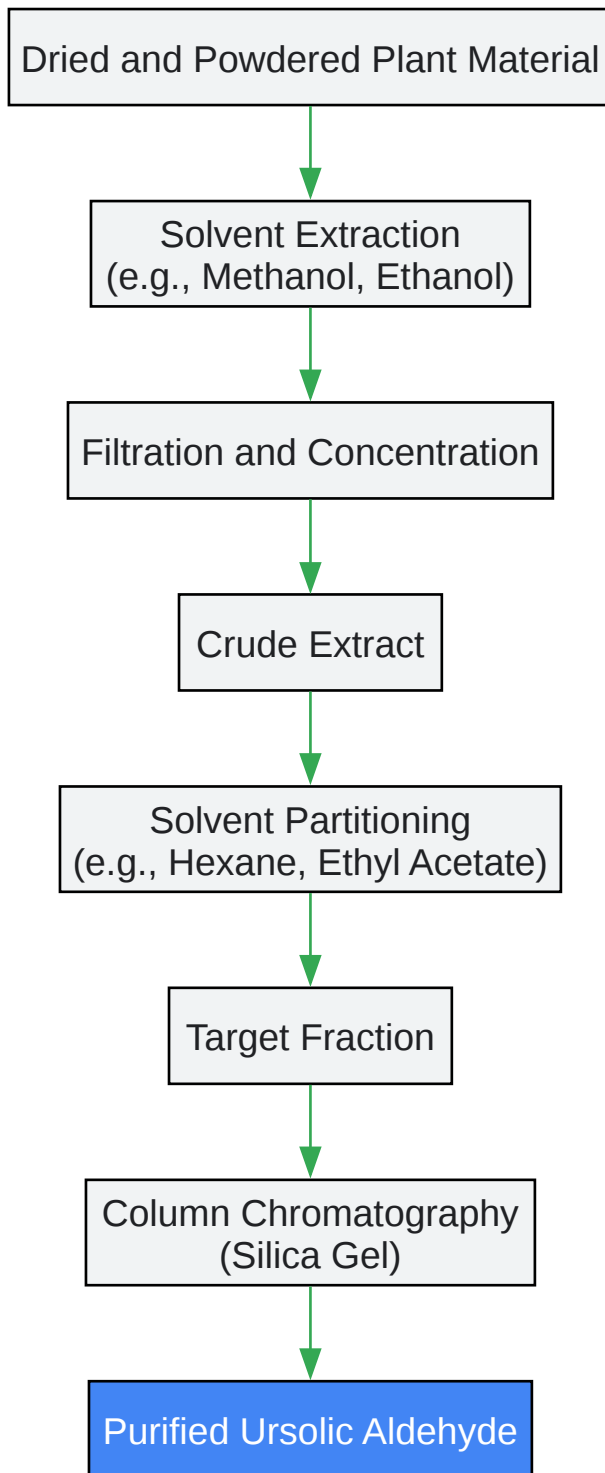 Dried and Powdered Plant Material
Solvent Extraction
(e.g., Methanol, Ethanol)
Filtration and Concentration
Crude Extract
Solvent Partitioning
(e.g., Hexane, Ethyl Acetate)
Target Fraction
Column Chromatography
(Silica Gel)
Purified Ursolic Aldehyde